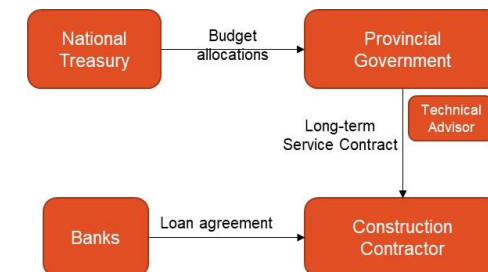 National
Treasury
Budget
allocations
Provincial
Government
Technical
Advisor
Long-term
Service Contract
Banks
Loan agreement
Construction
Contractor